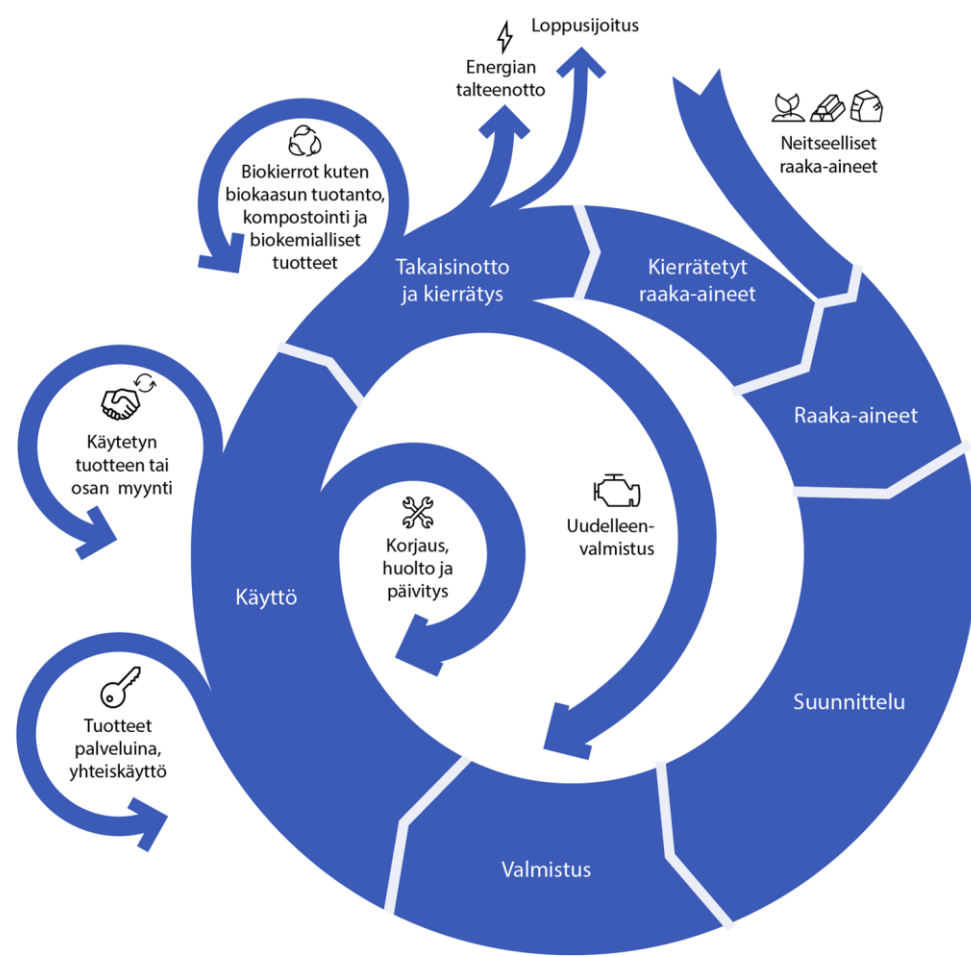 Loppusijoitus
Energian
talteenotto
Neitseelliset
raaka-aineet
Biokierrot kuten
biokaasun tuotanto,
kompostointi ja
biokemialliset
tuotteet
Takaisinotto
ja kierrätys
Kierrätetyt
raaka-aineet
Raaka-aineet
Käytetyn
tuotteen tai
osan myynti
Korjaus,
huolto ja
päivitys
Uudelleen-
valmistus
Käyttö
Suunnittelu
Tuotteet
palveluina,
yhteiskäyttö
Valmistus